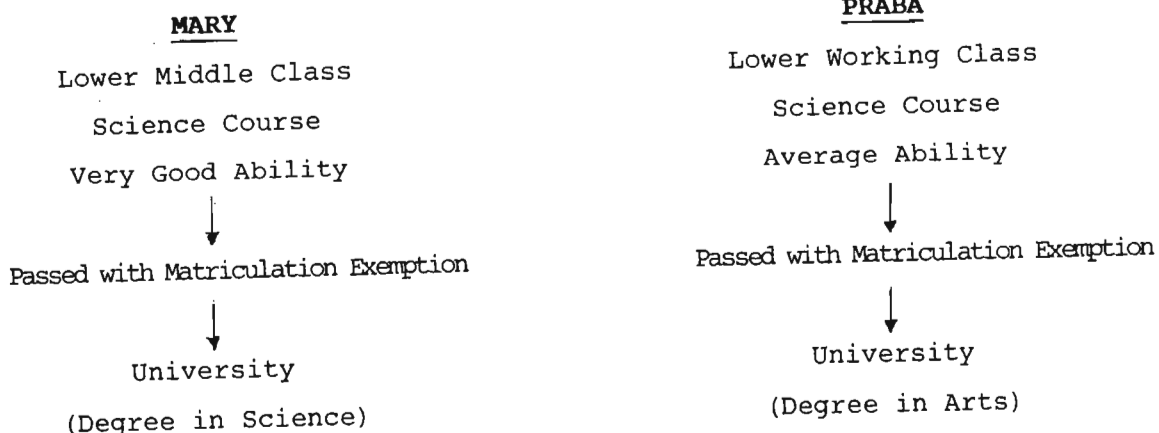 MARY
Lower Middle Class
Science Course
Very Good Ability
Passed with Matriculation Exemption
University
(Degree in Science)
PRABA
Lower Working Class
Science Course
Average Ability
Passed with Matriculation Exemption
University
(Degree in Arts)